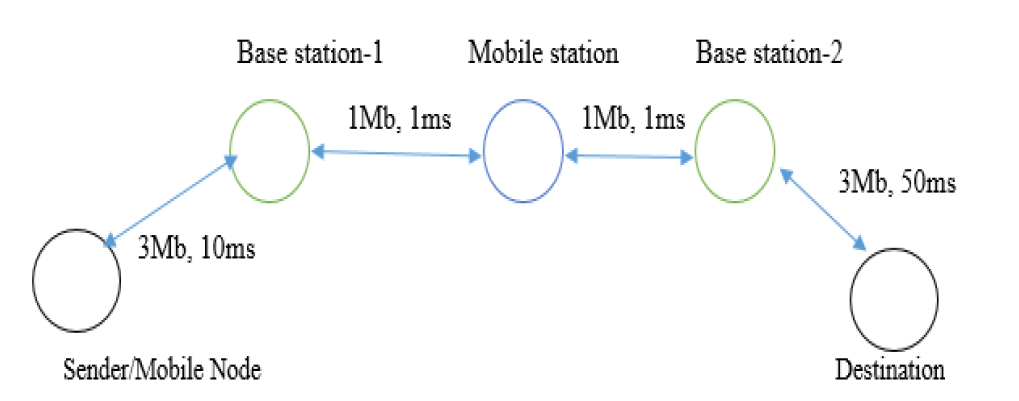 Base station-1
Mobile station
Base station-2
1Mb, 1ms
1Mb, 1ms
3Mb, 50ms
3Mb, 10ms
Sender/Mobile Node
Destination